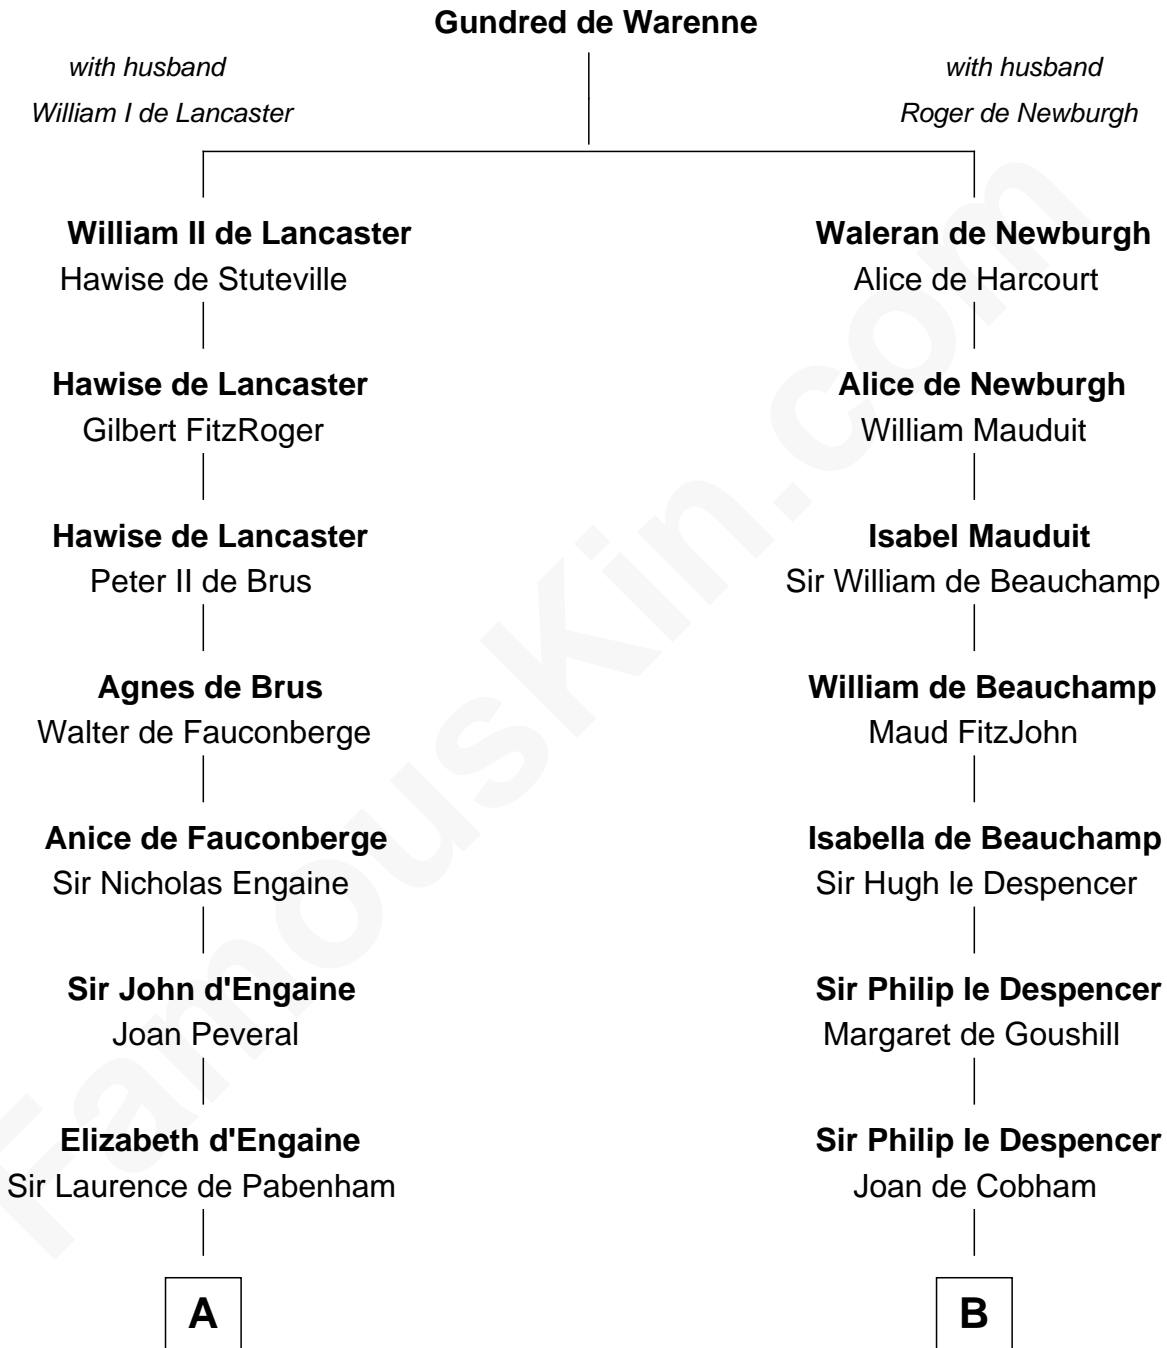 Gundred de Warenne
with husband
William I de Lancaster
with husband
Roger de Newburgh
William II de Lancaster
Hawise de Stuteville
Waleran de Newburgh
Alice de Harcourt
Hawise de Lancaster
Gilbert FitzRoger
Alice de Newburgh
William Mauduit
Hawise de Lancaster
Peter II de Brus
Isabel Mauduit
Sir William de Beauchamp
Agnes de Brus
Walter de Fauconberge
William de Beauchamp
Maud FitzJohn
Anice de Fauconberge
Sir Nicholas Engaine
Isabella de Beauchamp
Sir Hugh le Despencer
Sir John d'Engaine
Joan Peveral
Sir Philip le Despencer
Margaret de Goushill
Elizabeth d'Engaine
Sir Laurence de Pabenham
Sir Philip le Despencer
Joan de Cobham
A
B
FamousKin.com